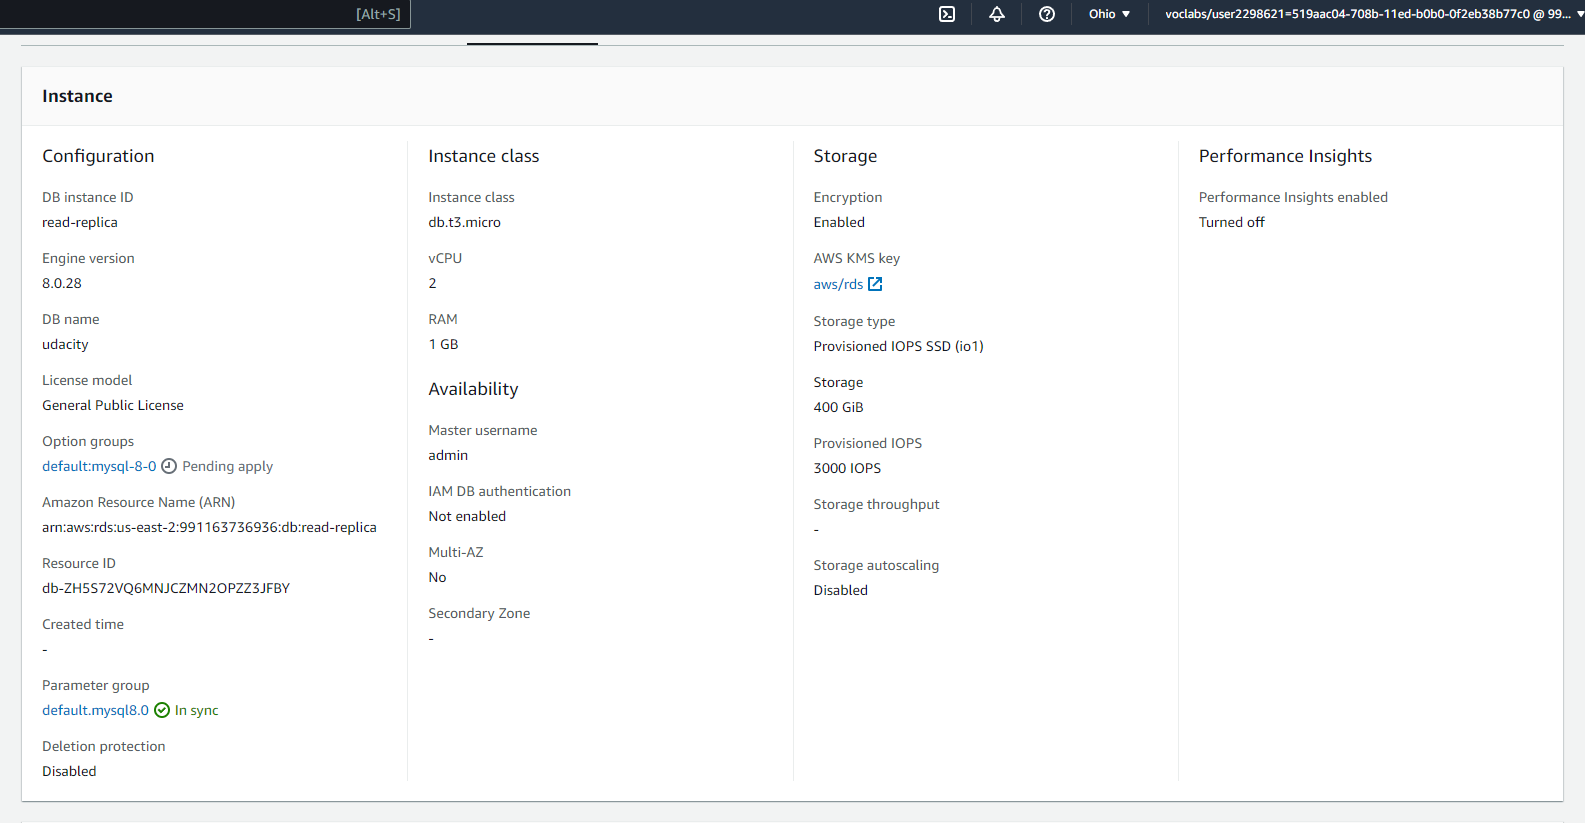 [Alt+S]
Ohio
voclabs/user2298621=519aac04-708b-11ed-b0b0-0f2eb38b77c0 @ 99...
Instance
Configuration
DB instance ID
read-replica
Engine version
8.0.28
DB name
udacity
License model
General Public License
Option groups
default:mysql-8-0 Pending apply
Amazon Resource Name (ARN)
arn:aws:rds:us-east-2:991163736936:db:read-replica
Resource ID
db-ZH5S72VQ6MNJCZMN2OPZZ3JFBY
Created time
-
Parameter group
default.mysql8.0 In sync
Deletion protection
Disabled
Instance class
Instance class
db.t3.micro
vCPU
2
RAM
1 GB
Availability
Master username
admin
IAM DB authentication
Not enabled
Multi-AZ
No
Secondary Zone
-
Storage
Encryption
Enabled
AWS KMS key
aws/rds
Storage type
Provisioned IOPS SSD (io1)
Storage
400 GiB
Provisioned IOPS
3000 IOPS
Storage throughput
-
Storage autoscaling
Disabled
Performance Insights
Performance Insights enabled
Turned off